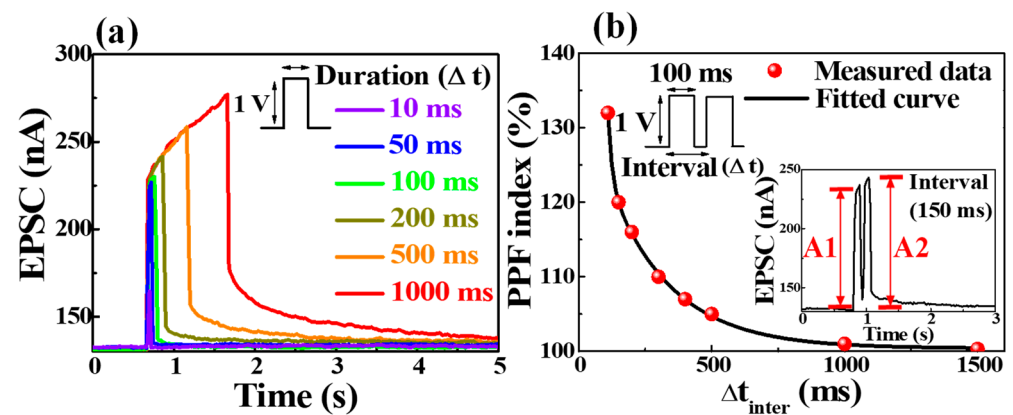 (a)
300
250
200
150
EPSC (nA)
0 1 2 3 4 5
Time (s)
1 V
Duration (Δ t)
10 ms
50 ms
100 ms
200 ms
500 ms
1000 ms
(b)
140
130
120
110
100
PPF index (%)
0 500 1000 1500
Δt_inter (ms)
100 ms
1 V
Interval (Δ t)
Measured data
Fitted curve
250
200
150
EPSC (nA)
0 1 2 3
Time (s)
Interval
(150 ms)
A1
A2